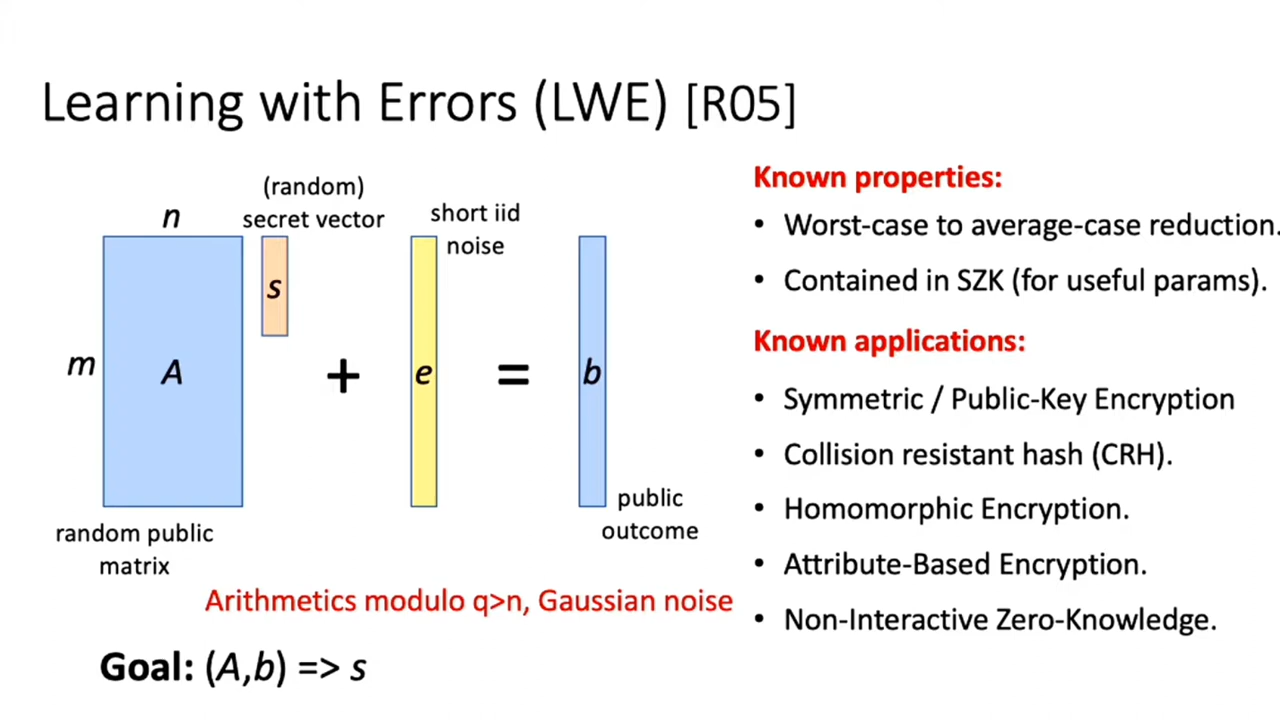 Learning with Errors (LWE) [R05]
n
(random)
secret vector
short iid
noise
s
m
A
+
e
=
b
random public
matrix
public
outcome
Arithmetics modulo q>n, Gaussian noise
Goal: (A,b) => s
Known properties:
• Worst-case to average-case reduction.
• Contained in SZK (for useful params).
Known applications:
• Symmetric / Public-Key Encryption
• Collision resistant hash (CRH).
• Homomorphic Encryption.
• Attribute-Based Encryption.
• Non-Interactive Zero-Knowledge.